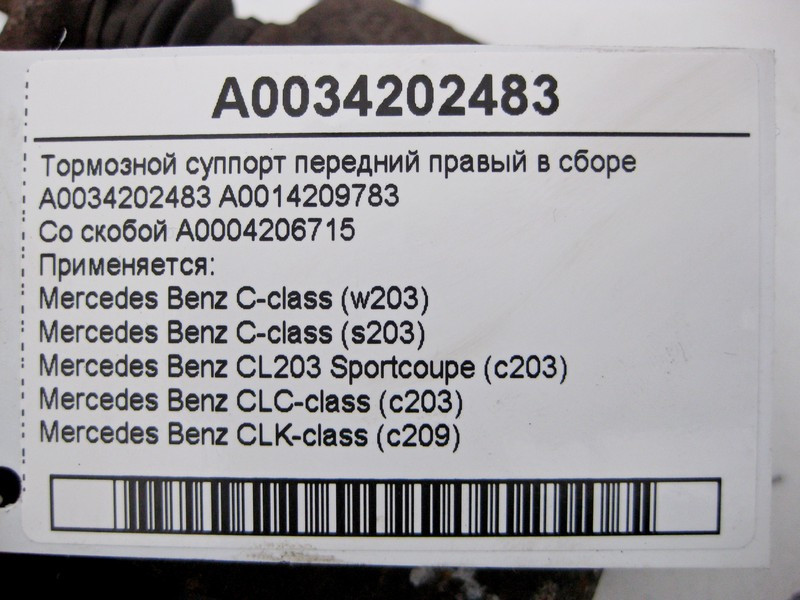 A0034202483
Тормозной суппорт передний правый в сборе
A0034202483 A0014209783
Со скобой A0004206715
Применяется:
Mercedes Benz C-class (w203)
Mercedes Benz C-class (s203)
Mercedes Benz CL203 Sportcoupe (c203)
Mercedes Benz CLC-class (c203)
Mercedes Benz CLK-class (c209)